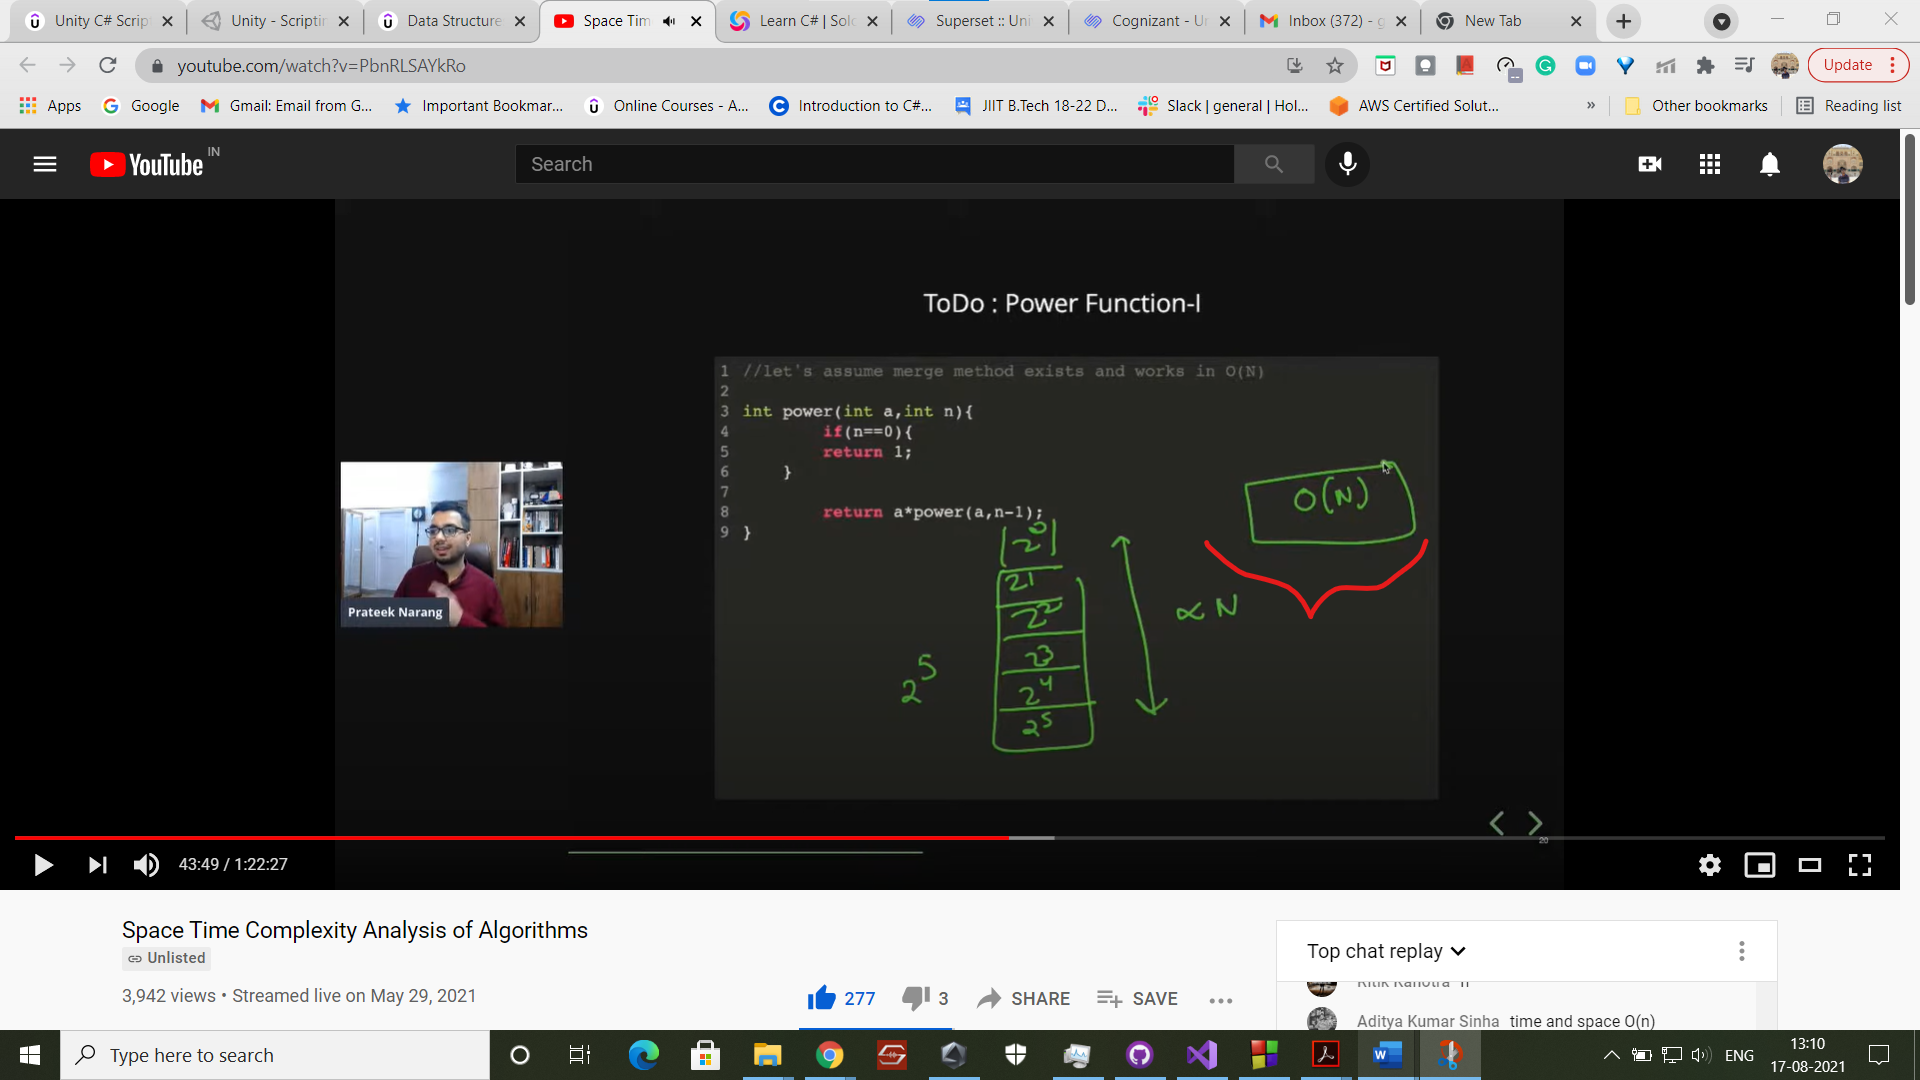 Unity C# Scrip
Unity - Scriptin
Data Structure
Space Tim
Learn C# | Solo
Superset :: Uni
Cognizant - Un
Inbox (372) - g
New Tab
youtube.com/watch?v=PbnRLSAYkRo
Update
Apps
Google
Gmail: Email from G...
Important Bookmar...
Online Courses - A...
Introduction to C#...
JIIT B.Tech 18-22 D...
Slack | general | Hol...
AWS Certified Solut...
»
Other bookmarks
Reading list
YouTube IN
Search
ToDo : Power Function-I
1 //let's assume merge method exists and works in O(N)
2
3 int power(int a,int n){
4 if(n==0){
5 return 1;
6 }
7
8 return a*power(a,n-1);
9 }
O(N)
2^0
2^1
2^2
2^3
2^4
2^5
∝ N
2^5
Prateek Narang
20
43:49 / 1:22:27
Space Time Complexity Analysis of Algorithms
Unlisted
3,942 views • Streamed live on May 29, 2021
277
3
SHARE
SAVE
Top chat replay
Ritik Kanotra n
Aditya Kumar Sinha time and space O(n)
Type here to search
ENG
13:10
17-08-2021